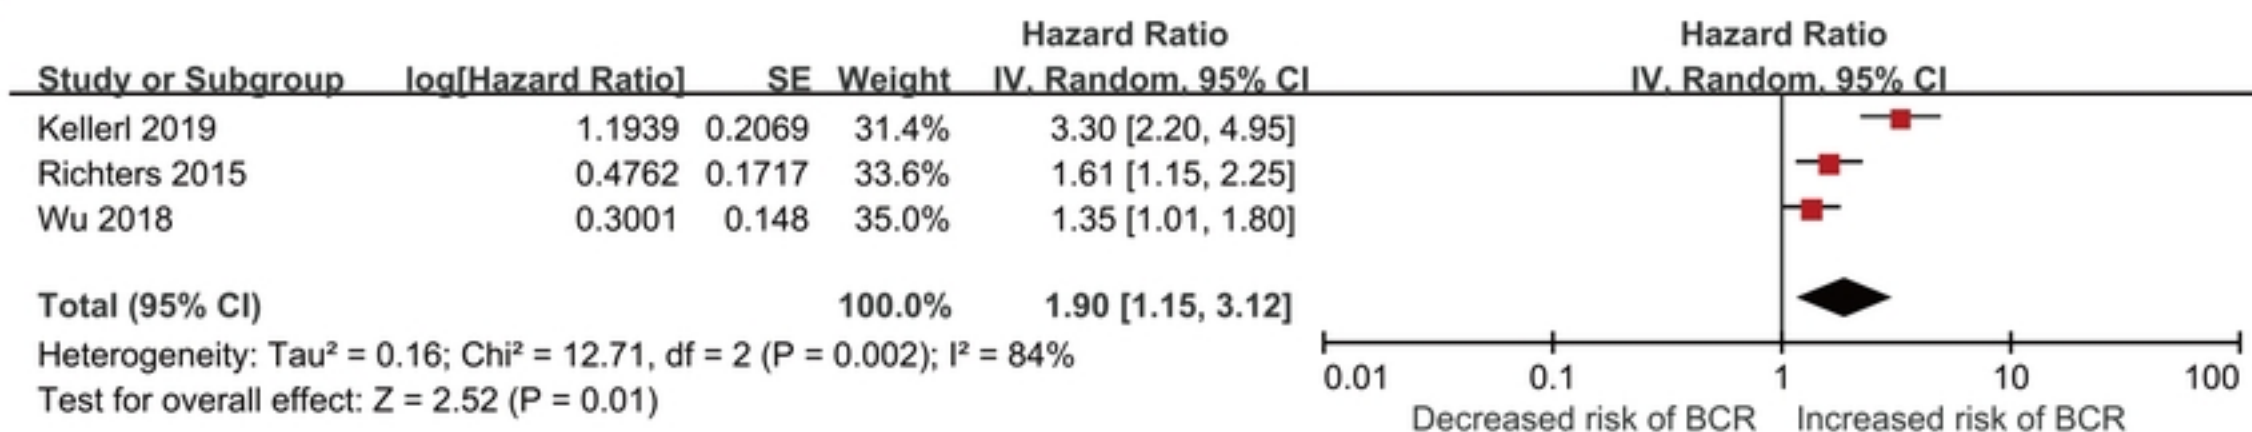 Hazard Ratio Hazard Ratio
Study or Subgroup log[Hazard Ratio] SE Weight IV, Random, 95% CI IV, Random, 95% CI
Kellerl 2019 1.1939 0.2069 31.4% 3.30 [2.20, 4.95]
Richters 2015 0.4762 0.1717 33.6% 1.61 [1.15, 2.25]
Wu 2018 0.3001 0.148 35.0% 1.35 [1.01, 1.80]
Total (95% CI) 100.0% 1.90 [1.15, 3.12]
Heterogeneity: Tau² = 0.16; Chi² = 12.71, df = 2 (P = 0.002); I² = 84%
Test for overall effect: Z = 2.52 (P = 0.01)
0.01 0.1 1 10 100
Decreased risk of BCR Increased risk of BCR